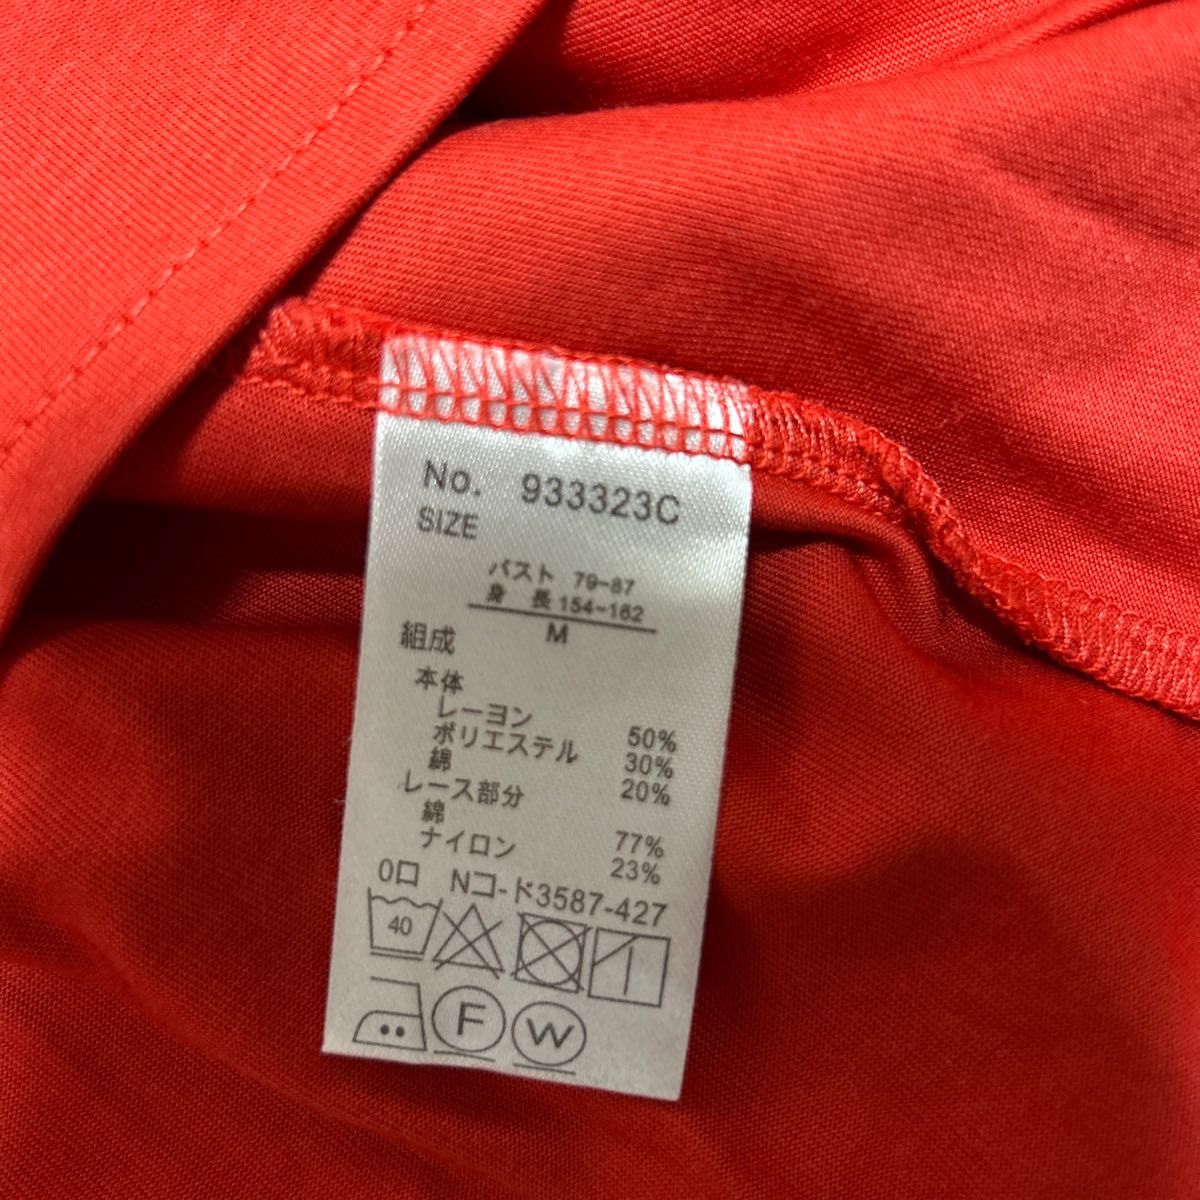 No. 933323C
SIZE
バスト 79-87
身 長 154~162
M
組成
本体
レーヨン 50%
ポリエステル 30%
綿 20%
レース部分
綿 77%
ナイロン 23%
0口 Nコ-ド3587-427
40
F W